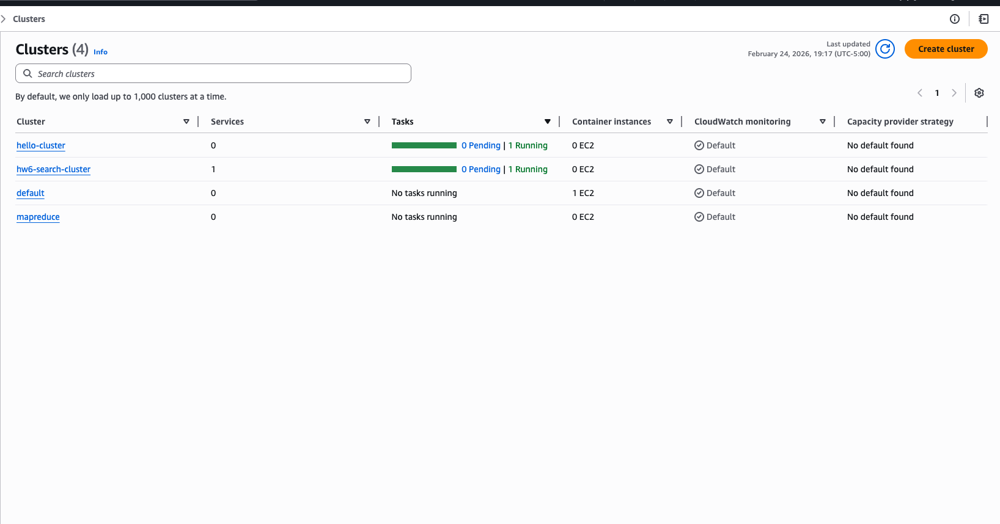 Clusters
Clusters (4) Info
Last updated
February 24, 2026, 19:17 (UTC-5:00)
Create cluster
Search clusters
By default, we only load up to 1,000 clusters at a time.
1
Cluster Services Tasks Container instances CloudWatch monitoring Capacity provider strategy
hello-cluster 0 0 Pending | 1 Running 0 EC2 Default No default found
hw6-search-cluster 1 0 Pending | 1 Running 0 EC2 Default No default found
default 0 No tasks running 1 EC2 Default No default found
mapreduce 0 No tasks running 0 EC2 Default No default found